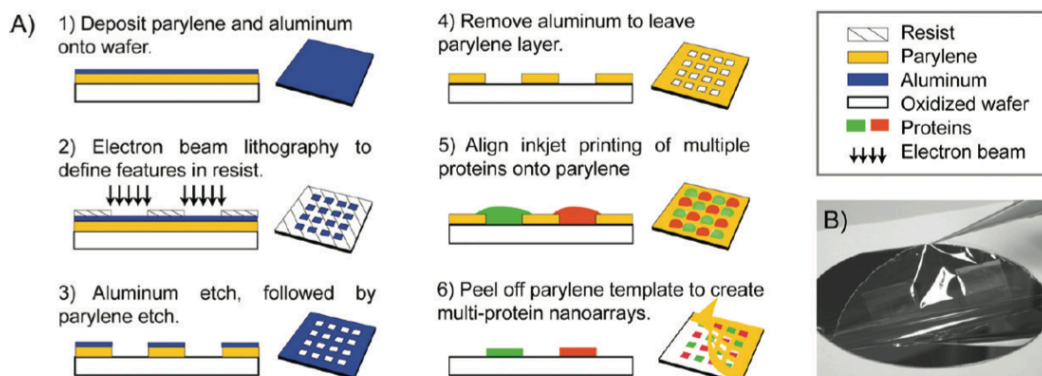 A)
1) Deposit parylene and aluminum
onto wafer.
2) Electron beam lithography to
define features in resist.
3) Aluminum etch, followed by
parylene etch.
4) Remove aluminum to leave
parylene layer.
5) Align inkjet printing of multiple
proteins onto parylene
6) Peel off parylene template to create
multi-protein nanoarrays.
Resist
Parylene
Aluminum
Oxidized wafer
Proteins
Electron beam
B)